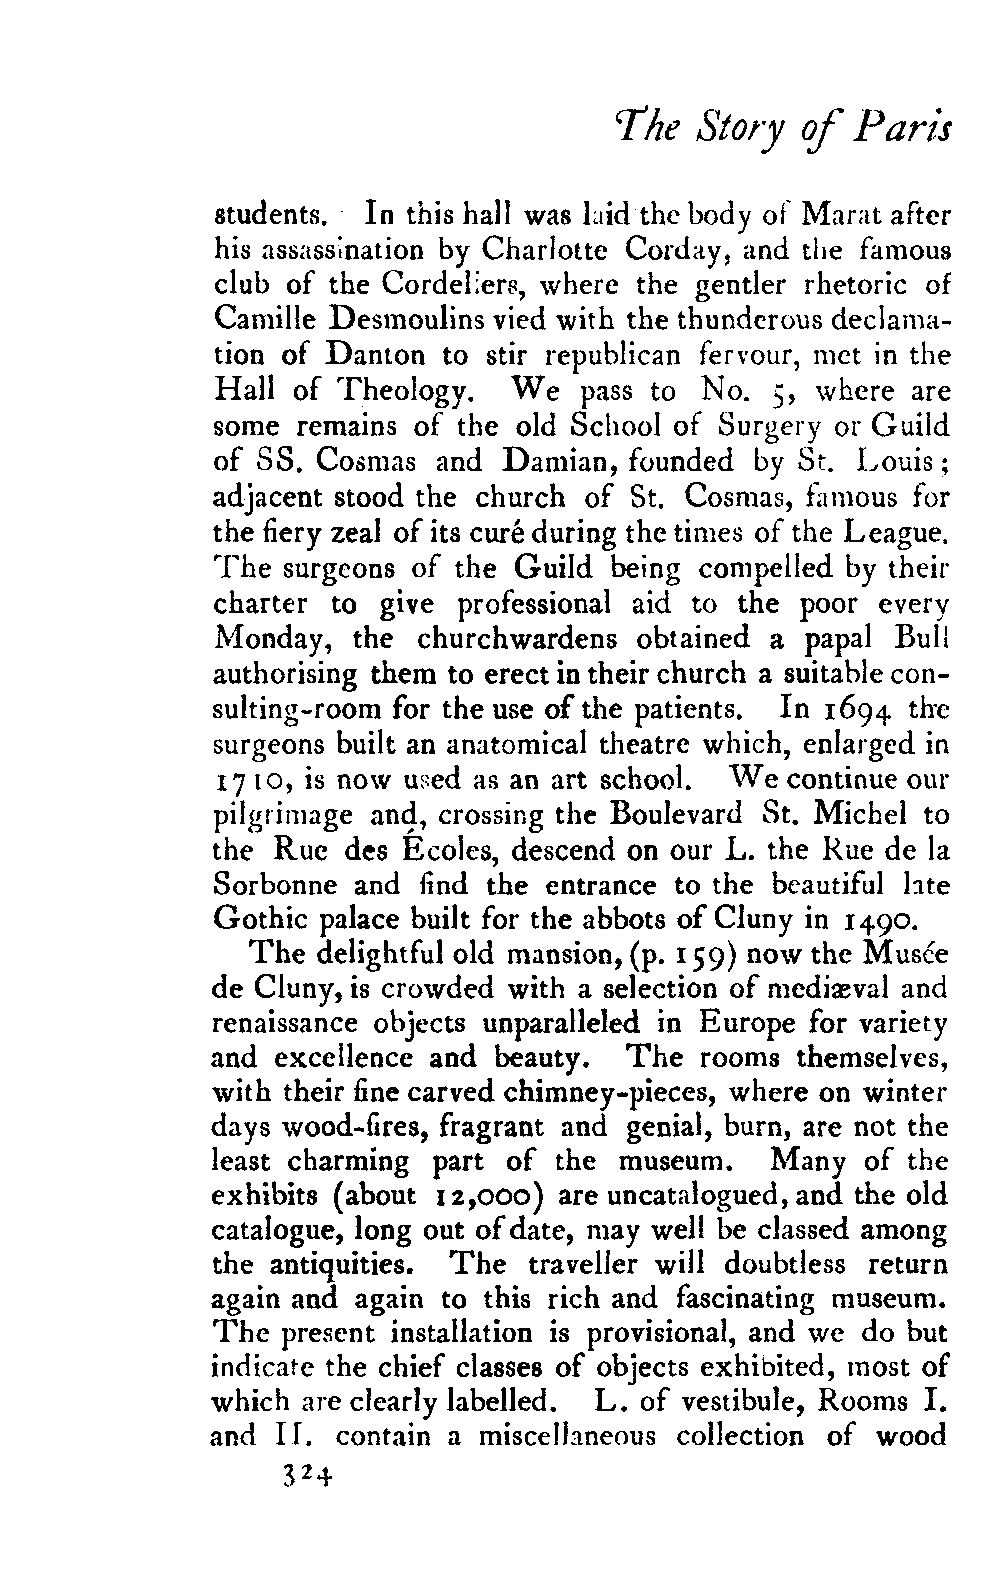 The Story of Paris
students. In this hall was laid the body of Marat after
his assassination by Charlotte Corday, and the famous
club of the Cordeliers, where the gentler rhetoric of
Camille Desmoulins vied with the thunderous declama-
tion of Danton to stir republican fervour, met in the
Hall of Theology. We pass to No. 5, where are
some remains of the old School of Surgery or Guild
of SS. Cosmas and Damian, founded by St. Louis;
adjacent stood the church of St. Cosmas, famous for
the fiery zeal of its curé during the times of the League.
The surgeons of the Guild being compelled by their
charter to give professional aid to the poor every
Monday, the churchwardens obtained a papal Bull
authorising them to erect in their church a suitable con-
sulting-room for the use of the patients. In 1694 the
surgeons built an anatomical theatre which, enlarged in
1710, is now used as an art school. We continue our
pilgrimage and, crossing the Boulevard St. Michel to
the Rue des Écoles, descend on our L. the Rue de la
Sorbonne and find the entrance to the beautiful late
Gothic palace built for the abbots of Cluny in 1490.
The delightful old mansion, (p. 159) now the Musée
de Cluny, is crowded with a selection of mediæval and
renaissance objects unparalleled in Europe for variety
and excellence and beauty. The rooms themselves,
with their fine carved chimney-pieces, where on winter
days wood-fires, fragrant and genial, burn, are not the
least charming part of the museum. Many of the
exhibits (about 12,000) are uncatalogued, and the old
catalogue, long out of date, may well be classed among
the antiquities. The traveller will doubtless return
again and again to this rich and fascinating museum.
The present installation is provisional, and we do but
indicate the chief classes of objects exhibited, most of
which are clearly labelled. L. of vestibule, Rooms I.
and II. contain a miscellaneous collection of wood
324